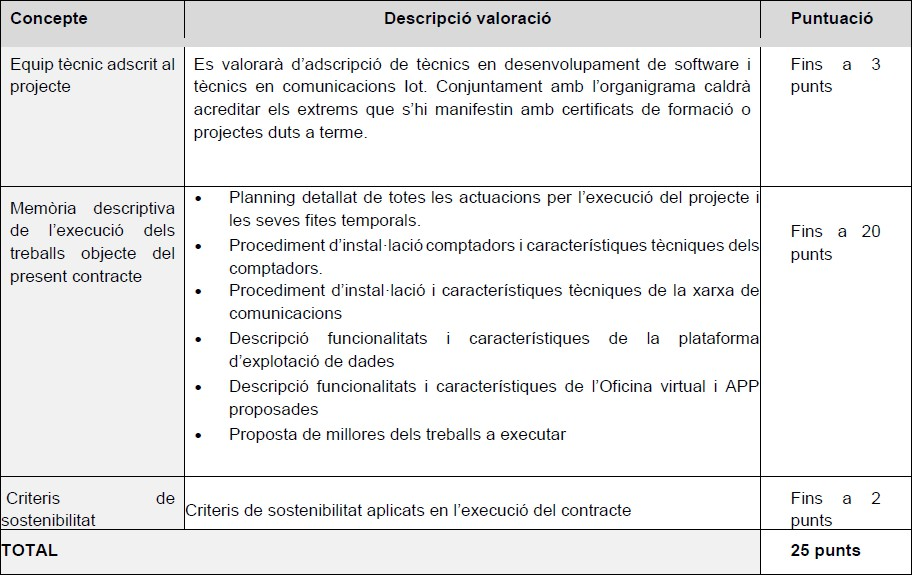 Concepte Descripció valoració Puntuació
Equip tècnic adscrit al
projecte
Es valorarà d’adscripció de tècnics en desenvolupament de software i
tècnics en comunicacions Iot. Conjuntament amb l’organigrama caldrà
acreditar els extrems que s’hi manifestin amb certificats de formació o
projectes duts a terme.
Fins a 3
punts
Memòria descriptiva
de l’execució dels
treballs objecte del
present contracte
• Planning detallat de totes les actuacions per l’execució del projecte i
les seves fites temporals.
• Procediment d’instal·lació comptadors i característiques tècniques dels
comptadors.
• Procediment d’instal·lació i característiques tècniques de la xarxa de
comunicacions
• Descripció funcionalitats i característiques de la plataforma
d’explotació de dades
• Descripció funcionalitats i característiques de l’Oficina virtual i APP
proposades
• Proposta de millores dels treballs a executar
Fins a 20
punts
Criteris de
sostenibilitat
Criteris de sostenibilitat aplicats en l’execució del contracte
Fins a 2
punts
TOTAL 25 punts